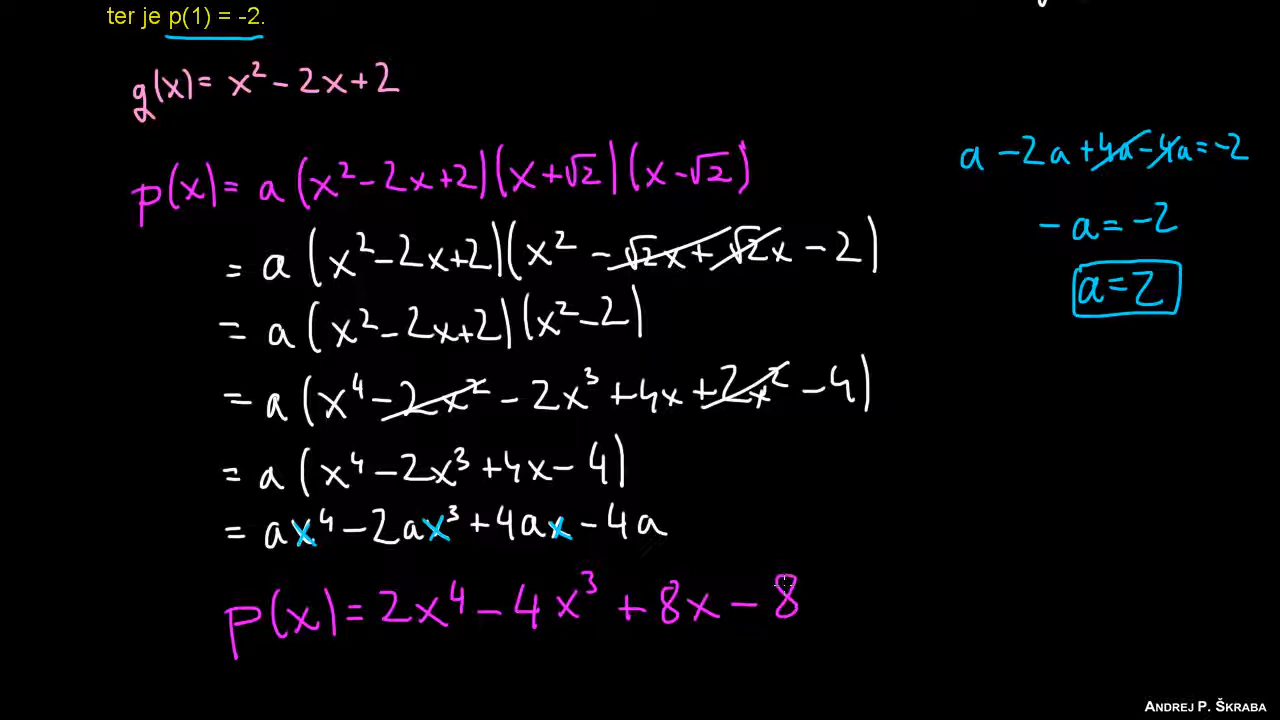 ter je p(1) = -2.
g(x) = x² - 2x + 2
p(x) = a(x² - 2x + 2)(x + √2)(x - √2)
= a(x² - 2x + 2)(x² - √2x + √2x - 2)
= a(x² - 2x + 2)(x² - 2)
= a(x⁴ - 2x² - 2x³ + 4x + 2x² - 4)
= a(x⁴ - 2x³ + 4x - 4)
= ax⁴ - 2ax³ + 4ax - 4a
p(x) = 2x⁴ - 4x³ + 8x - 8
a - 2a + 4a - 4a = -2
- a = -2
a = 2
ANDREJ P. ŠKRABA